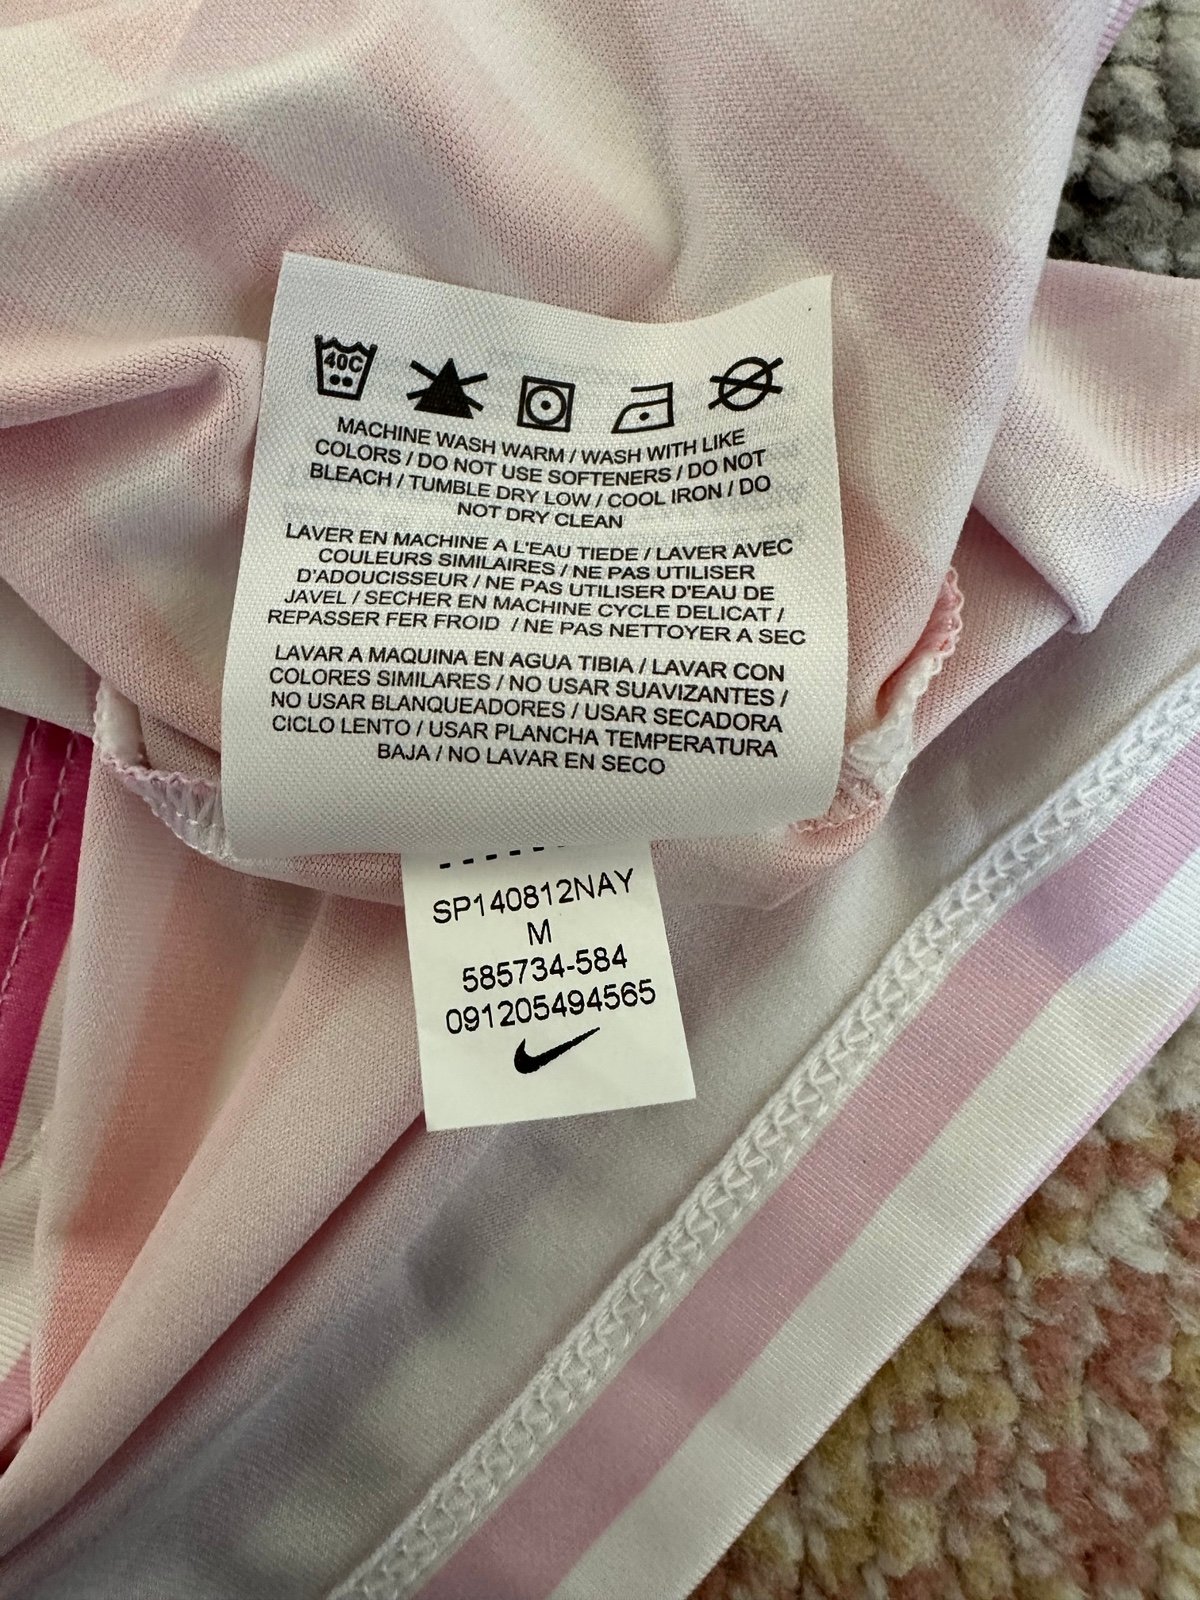 40C
MACHINE WASH WARM / WASH WITH LIKE
COLORS / DO NOT USE SOFTENERS / DO NOT
BLEACH / TUMBLE DRY LOW / COOL IRON / DO
NOT DRY CLEAN
LAVER EN MACHINE A L'EAU TIEDE / LAVER AVEC
COULEURS SIMILAIRES / NE PAS UTILISER
D'ADOUCISSEUR / NE PAS UTILISER D'EAU DE
JAVEL / SECHER EN MACHINE CYCLE DELICAT /
REPASSER FER FROID / NE PAS NETTOYER A SEC
LAVAR A MAQUINA EN AGUA TIBIA / LAVAR CON
COLORES SIMILARES / NO USAR SUAVIZANTES /
NO USAR BLANQUEADORES / USAR SECADORA
CICLO LENTO / USAR PLANCHA TEMPERATURA
BAJA / NO LAVAR EN SECO
SP140812NAY
M
585734-584
091205494565